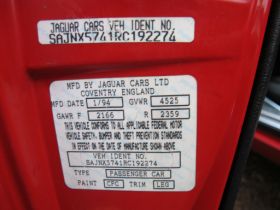 JAGUAR CARS VEH IDENT NO.
SAJNX5741RC192274
MFD BY JAGUAR CARS LTD
COVENTRY ENGLAND
MFD DATE 1/94 GVWR 4525
GAWR F 2166 R 2359
THIS VEHICLE CONFORMS TO ALL APPLICABLE FEDERAL MOTOR
VEHICLE SAFETY, BUMPER AND THEFT PREVENTION STANDARDS
IN EFFECT ON THE DATE OF MANUFACTURE SHOWN ABOVE
VEH IDENT NO.
SAJNX5741RC192274
TYPE PASSENGER CAR
PAINT CFC TRIM LEG